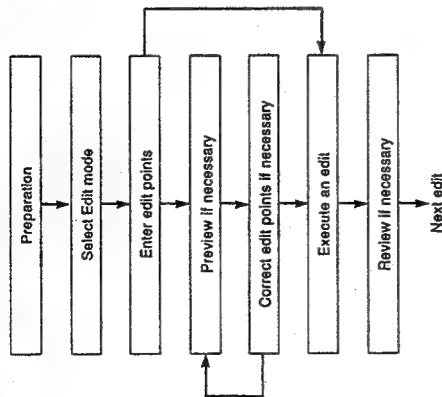 Preparation
Select Edit mode
Enter edit points
Preview if necessary
Correct edit points if necessary
Execute an edit
Review if necessary
Next edit